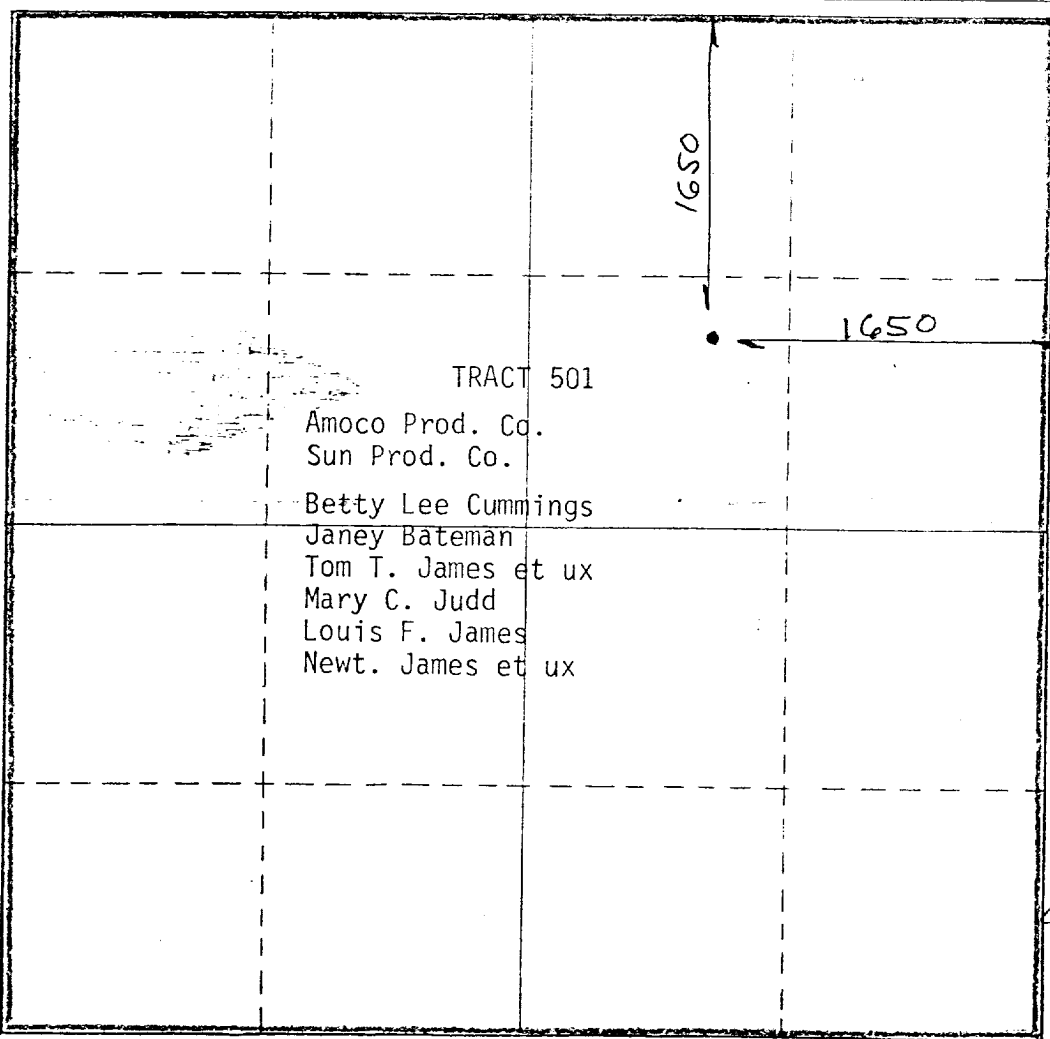 1650
1650
TRACT 501
Amoco Prod. Co.
Sun Prod. Co.
Betty Lee Cummings
Janey Bateman
Tom T. James et ux
Mary C. Judd
Louis F. James
Newt. James et ux